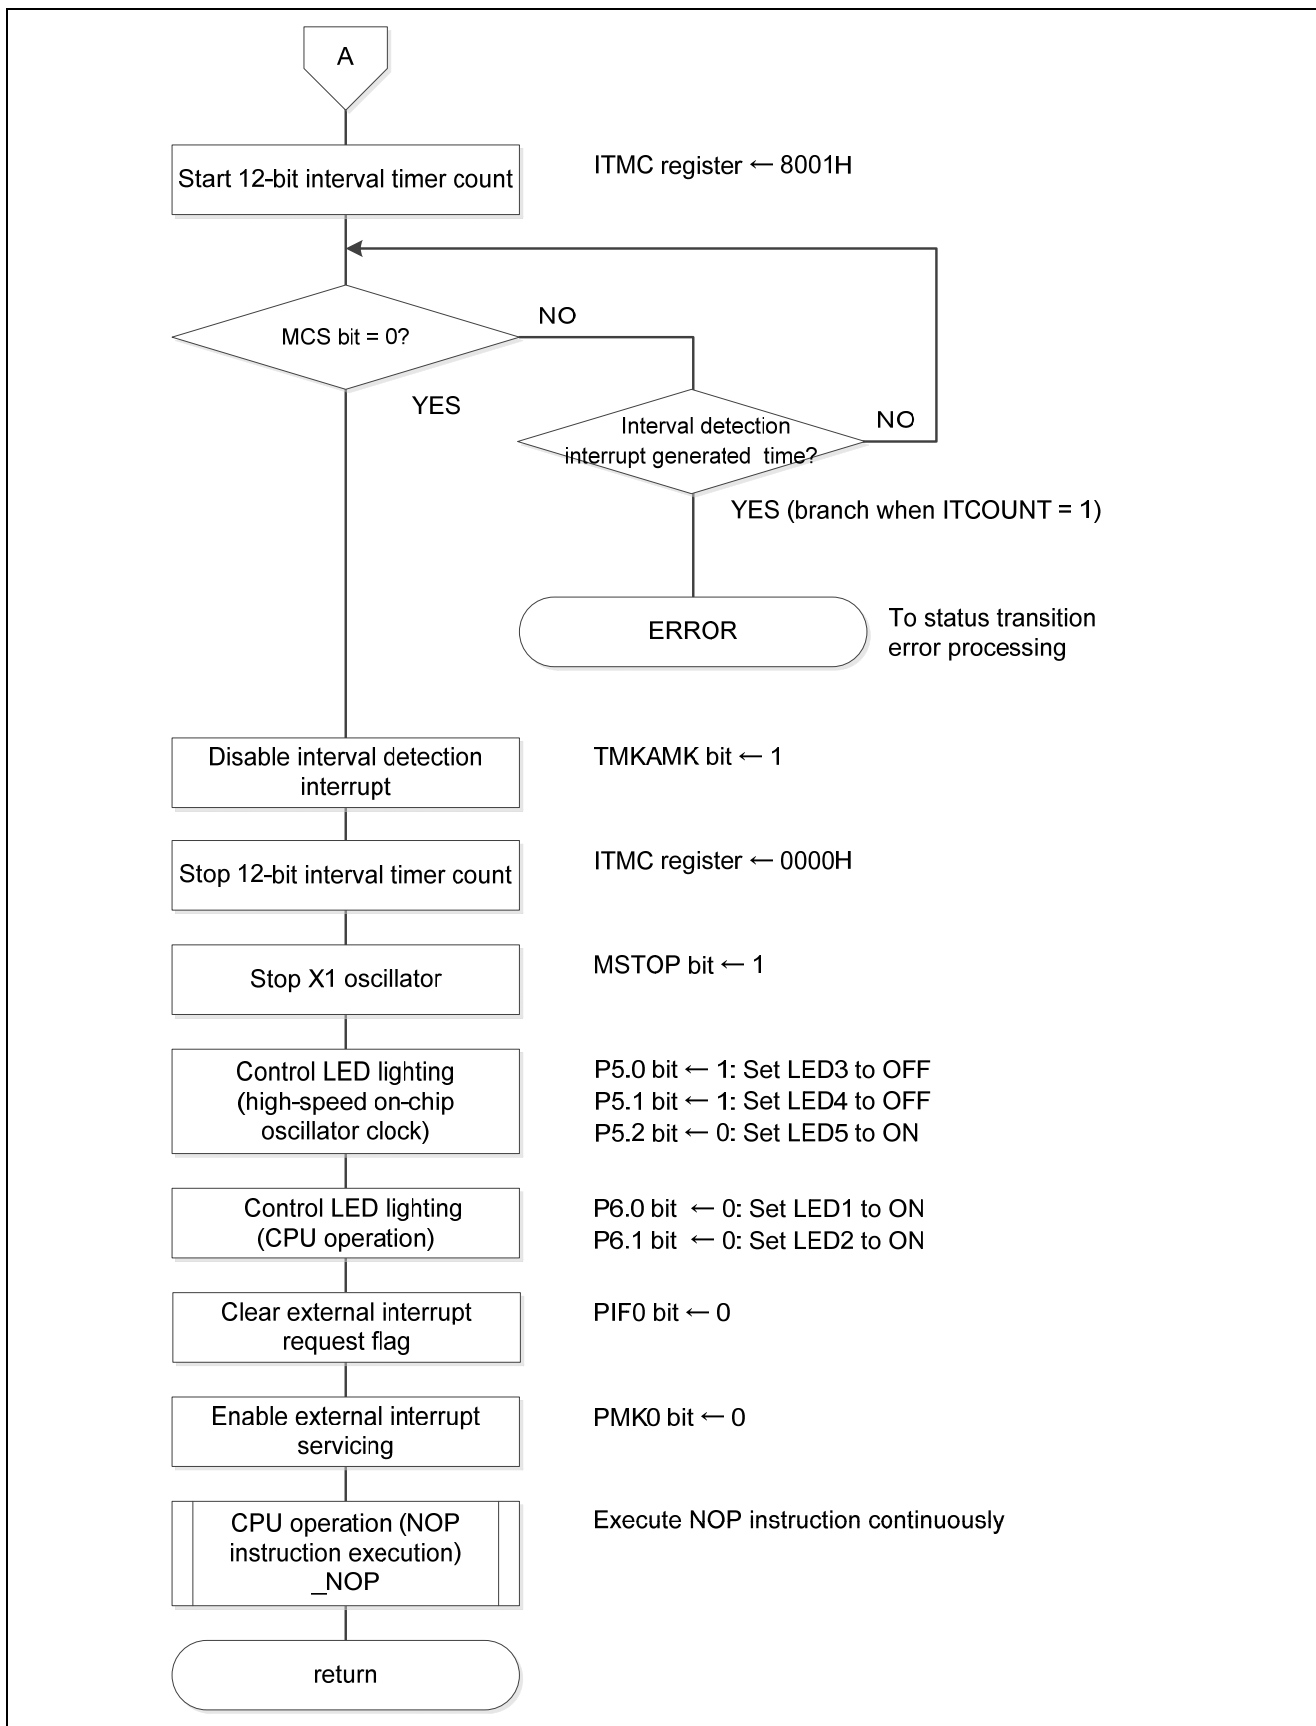 A
Start 12-bit interval timer count
ITMC register ← 8001H
MCS bit = 0?
NO
YES
Interval detection
interrupt generated time?
NO
YES (branch when ITCOUNT = 1)
ERROR
To status transition
error processing
Disable interval detection
interrupt
TMKAMK bit ← 1
Stop 12-bit interval timer count
ITMC register ← 0000H
Stop X1 oscillator
MSTOP bit ← 1
Control LED lighting
(high-speed on-chip
oscillator clock)
P5.0 bit ← 1: Set LED3 to OFF
P5.1 bit ← 1: Set LED4 to OFF
P5.2 bit ← 0: Set LED5 to ON
Control LED lighting
(CPU operation)
P6.0 bit ← 0: Set LED1 to ON
P6.1 bit ← 0: Set LED2 to ON
Clear external interrupt
request flag
PIF0 bit ← 0
Enable external interrupt
servicing
PMK0 bit ← 0
CPU operation (NOP
instruction execution)
_NOP
Execute NOP instruction continuously
return